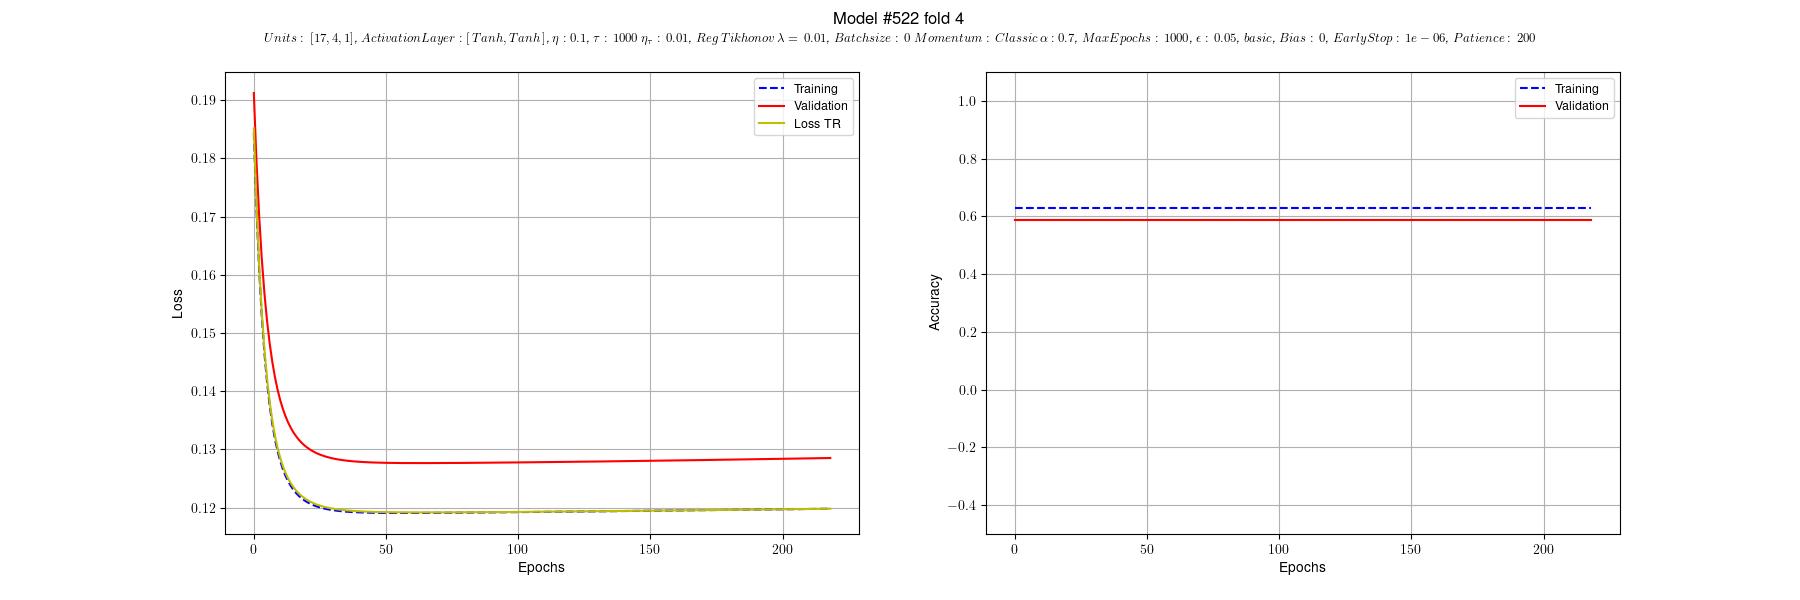 Model #522 fold 4
Units : [17, 4, 1], ActivationLayer : [Tanh, Tanh], η : 0.1, τ : 1000 ητ : 0.01, Reg Tikhonov λ = 0.01, Batchsize : 0 Momentum : Classic α : 0.7, MaxEpochs : 1000, ϵ : 0.05, basic, Bias : 0, EarlyStop : 1e − 06, Patience : 200
Training
Validation
Loss TR
0.19
0.18
0.17
0.16
0.15
0.14
0.13
0.12
Loss
0 50 100 150 200
Epochs
Training
Validation
1.0
0.8
0.6
0.4
0.2
0.0
−0.2
−0.4
Accuracy
0 50 100 150 200
Epochs